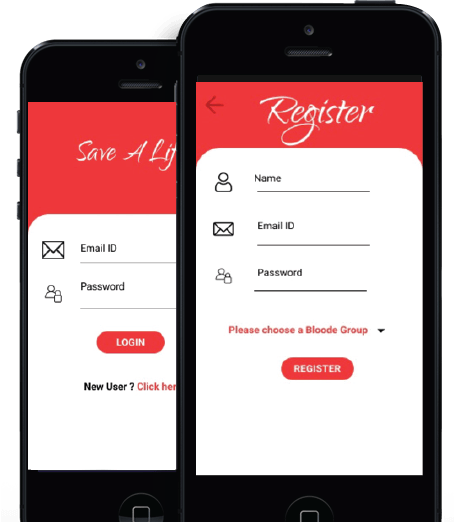 Save A Lif
Email ID
Password
LOGIN
New User ? Click her
Register
Name
Email ID
Password
Please choose a Bloode Group
REGISTER